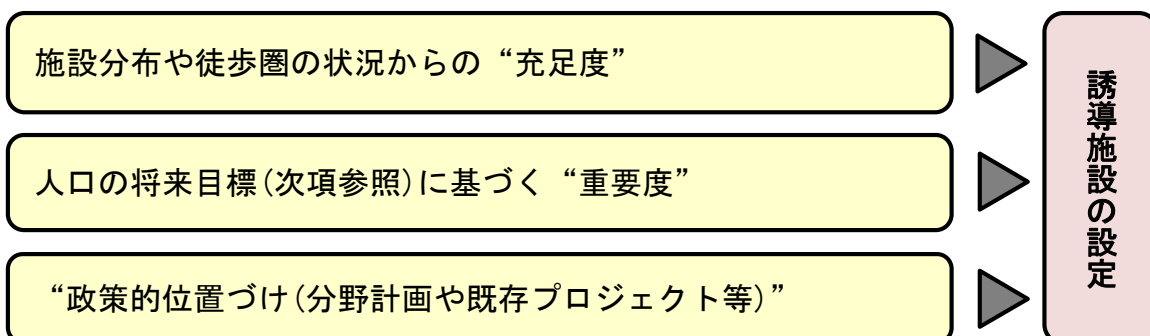 施設分布や徒歩圏の状況からの“充足度”
人口の将来目標(次項参照)に基づく“重要度”
“政策的位置づけ(分野計画や既存プロジェクト等)”
誘導施設の設定